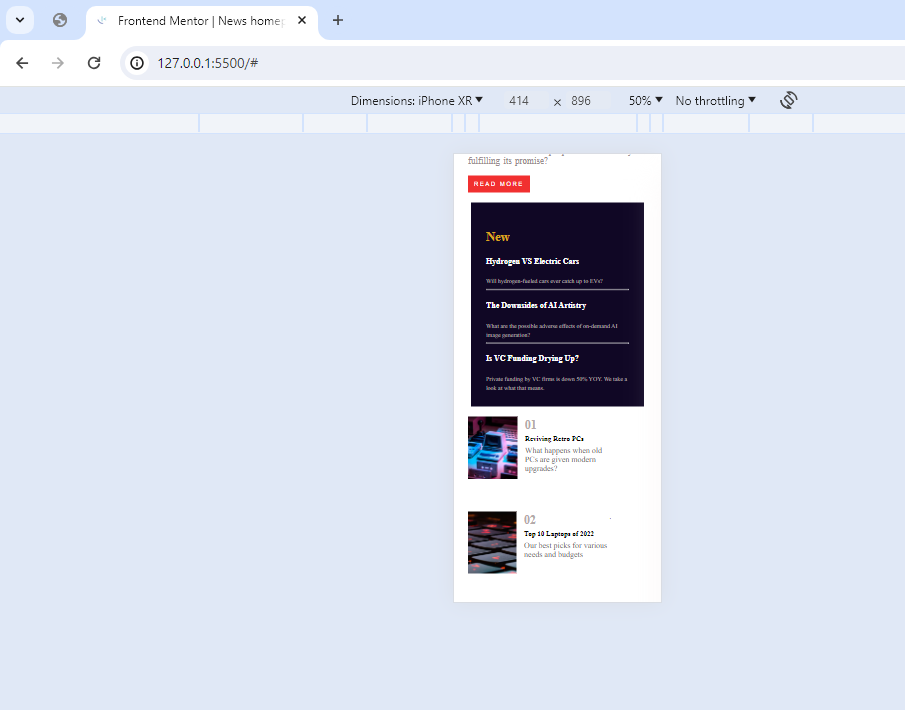 Frontend Mentor | News homep
127.0.0.1:5500/#
Dimensions: iPhone XR 414 × 896 50% No throttling
fulfilling its promise?
READ MORE
New
Hydrogen VS Electric Cars
Will hydrogen-fueled cars ever catch up to EVs?
The Downsides of AI Artistry
What are the possible adverse effects of on-demand AI
image generation?
Is VC Funding Drying Up?
Private funding by VC firms is down 50% YOY. We take a
look at what that means.
01
Reviving Retro PCs
What happens when old
PCs are given modern
upgrades?
02
Top 10 Laptops of 2022
Our best picks for various
needs and budgets